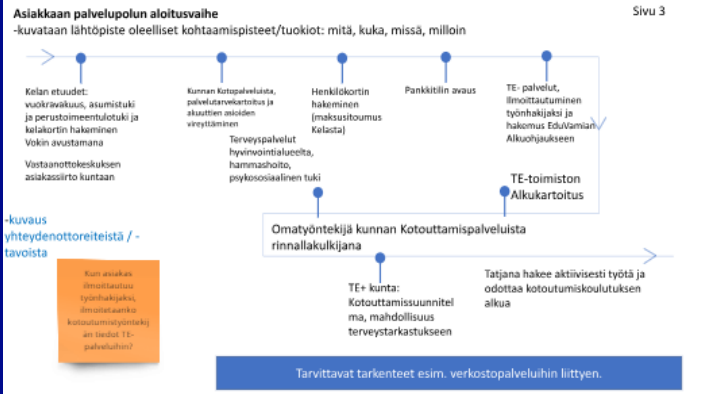 Asiakkaan palvelupolun aloitusvaihe
Sivu 3
-kuvataan lähtöpiste oleelliset kohtaamispisteet/tuokiot: mitä, kuka, missä, milloin
Kelan etuudet:
vuokravakuus, asumistuki
ja perustoimeentulotuki ja
kelakortin hakeminen
Vokin avustamana
Vastaanottokeskuksen
asiakassiirto kuntaan
Kunnan Kotopalveluista,
palvelutarvekartoitus ja
akuuttien asioiden
vireyttäminen
Terveyspalvelut
hyvinvointialueelta,
hammashoito,
psykososiaalinen tuki
Henkilökortin
hakeminen
(maksusitoumus
Kelasta)
Pankkitilin avaus
TE- palvelut,
Ilmoittautuminen
työnhakijaksi ja
hakemus EduVamian
Alkuohjaukseen
TE-toimiston
Alkukartoitus
-kuvaus
yhteydenottoreiteistä / -
tavoista
Omatyöntekijä kunnan Kotouttamispalveluista
rinnallakulkijana
Kun asiakas
ilmoittautuu
työnhakijaksi,
ilmoitetaanko
kotoutumistyöntekij
än tiedot TE-
palveluihin?
TE+ kunta:
Kotouttamissuunnitel
ma, mahdollisuus
terveystarkastukseen
Tatjana hakee aktiivisesti työtä ja
odottaa kotoutumiskoulutuksen
alkua
Tarvittavat tarkenteet esim. verkostopalveluihin liittyen.